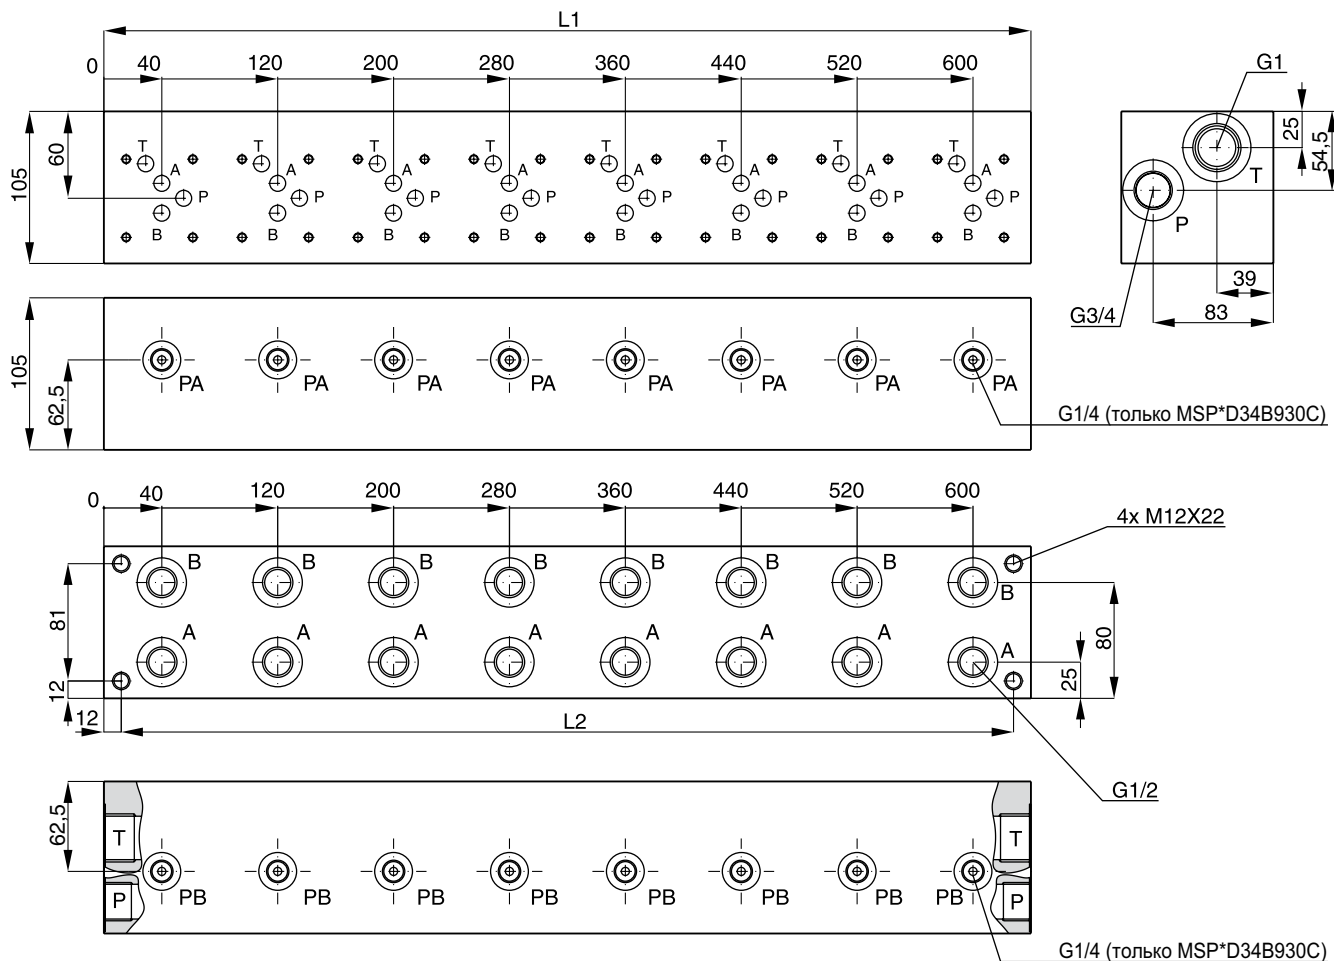 L1
0 40 120 200 280 360 440 520 600
G1
105
60
25
54,5
T T T T T T T T
A A A A A A A A
P P P P P P P P
B B B B B B B B
T
P
39
83
G3/4
105
62,5
PA PA PA PA PA PA PA PA
G1/4 (только MSP*D34B930C)
0 40 120 200 280 360 440 520 600
4x M12X22
B B B B B B B B
A A A A A A A A
81
12
80
25
12
L2
G1/2
62,5
T T
P P
PB PB PB PB PB PB PB PB
G1/4 (только MSP*D34B930C)